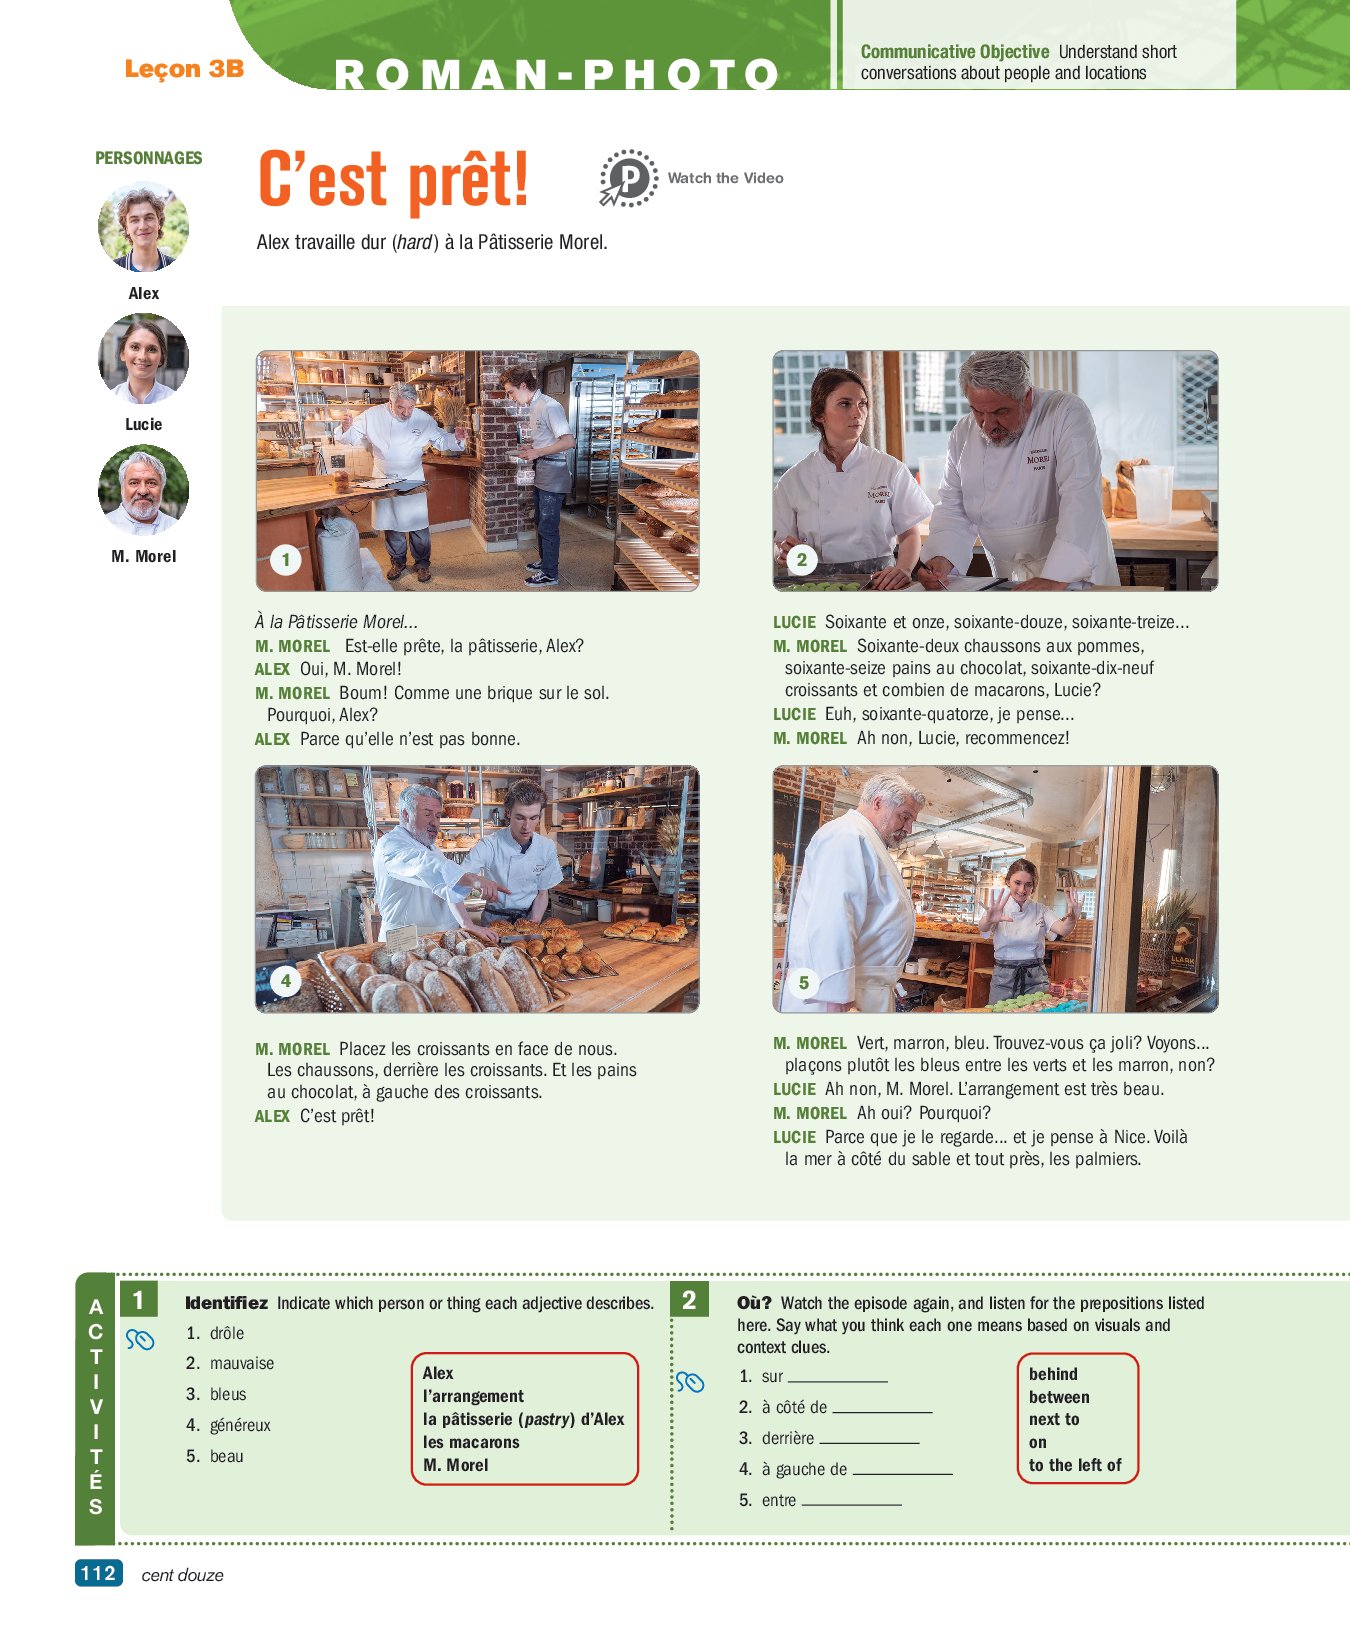 Leçon 3B
ROMAN-PHOTO
Communicative Objective Understand short
conversations about people and locations
PERSONNAGES
Alex
Lucie
M. Morel
C'est prêt!
Watch the Video
Alex travaille dur (hard) à la Pâtisserie Morel.
1
À la Pâtisserie Morel...
M. MOREL Est-elle prête, la pâtisserie, Alex?
ALEX Oui, M. Morel!
M. MOREL Boum! Comme une brique sur le sol.
Pourquoi, Alex?
ALEX Parce qu'elle n'est pas bonne.
MOREL
PARIS
MOREL
PARIS
2
LUCIE Soixante et onze, soixante-douze, soixante-treize...
M. MOREL Soixante-deux chaussons aux pommes,
soixante-seize pains au chocolat, soixante-dix-neuf
croissants et combien de macarons, Lucie?
LUCIE Euh, soixante-quatorze, je pense...
M. MOREL Ah non, Lucie, recommencez!
4
M. MOREL Placez les croissants en face de nous.
Les chaussons, derrière les croissants. Et les pains
au chocolat, à gauche des croissants.
ALEX C'est prêt!
5
M. MOREL Vert, marron, bleu. Trouvez-vous ça joli? Voyons...
plaçons plutôt les bleus entre les verts et les marron, non?
LUCIE Ah non, M. Morel. L'arrangement est très beau.
M. MOREL Ah oui? Pourquoi?
LUCIE Parce que je le regarde... et je pense à Nice. Voilà
la mer à côté du sable et tout près, les palmiers.
ACTIVITÉS
1
Identifiez Indicate which person or thing each adjective describes.
1. drôle
2. mauvaise
3. bleus
4. généreux
5. beau
Alex
l'arrangement
la pâtisserie (pastry) d'Alex
les macarons
M. Morel
2
Où? Watch the episode again, and listen for the prepositions listed
here. Say what you think each one means based on visuals and
context clues.
1. sur
2. à côté de
3. derrière
4. à gauche de
5. entre
behind
between
next to
on
to the left of
112
cent douze